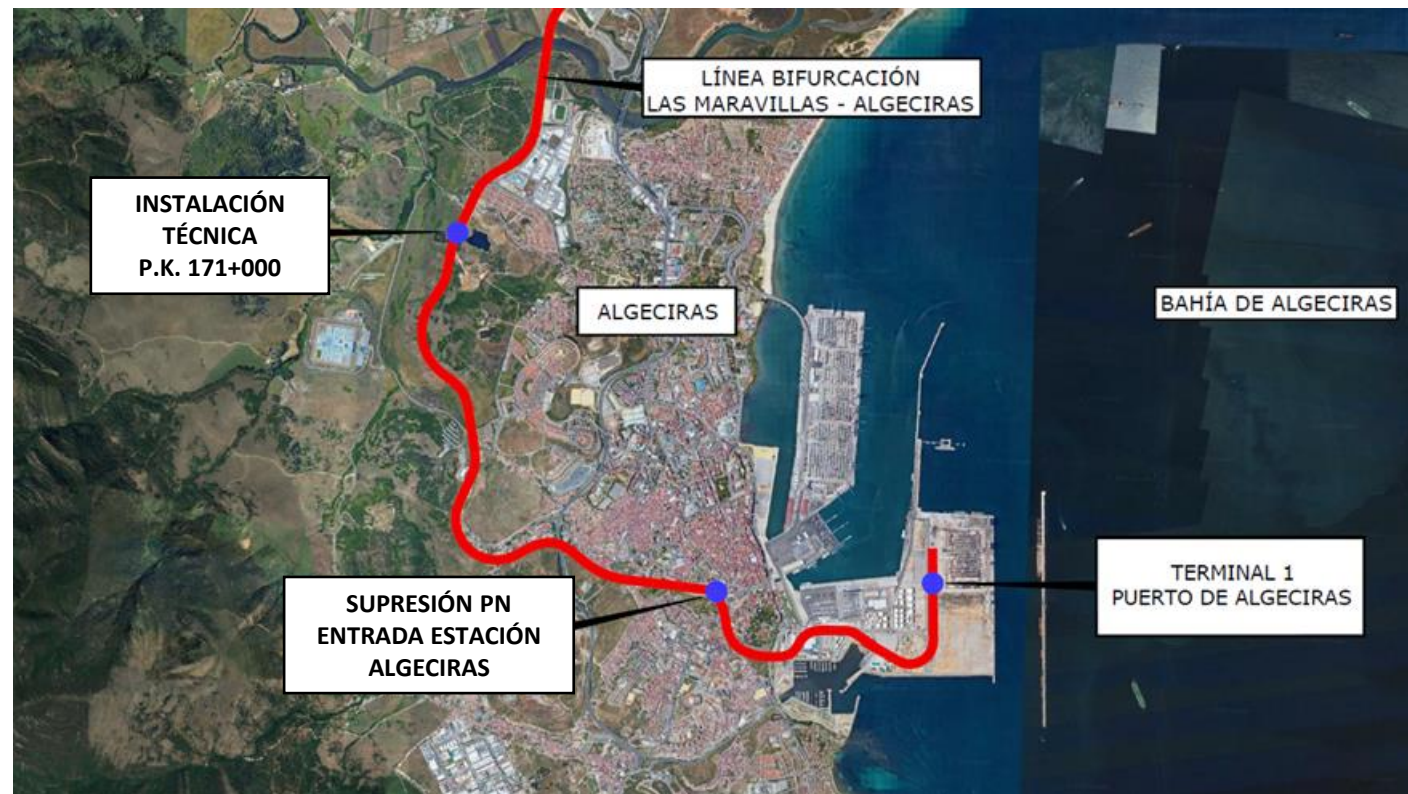 LÍNEA BIFURCACIÓN
LAS MARAVILLAS - ALGECIRAS
INSTALACIÓN
TÉCNICA
P.K. 171+000
ALGECIRAS
BAHÍA DE ALGECIRAS
SUPRESIÓN PN
ENTRADA ESTACIÓN
ALGECIRAS
TERMINAL 1
PUERTO DE ALGECIRAS